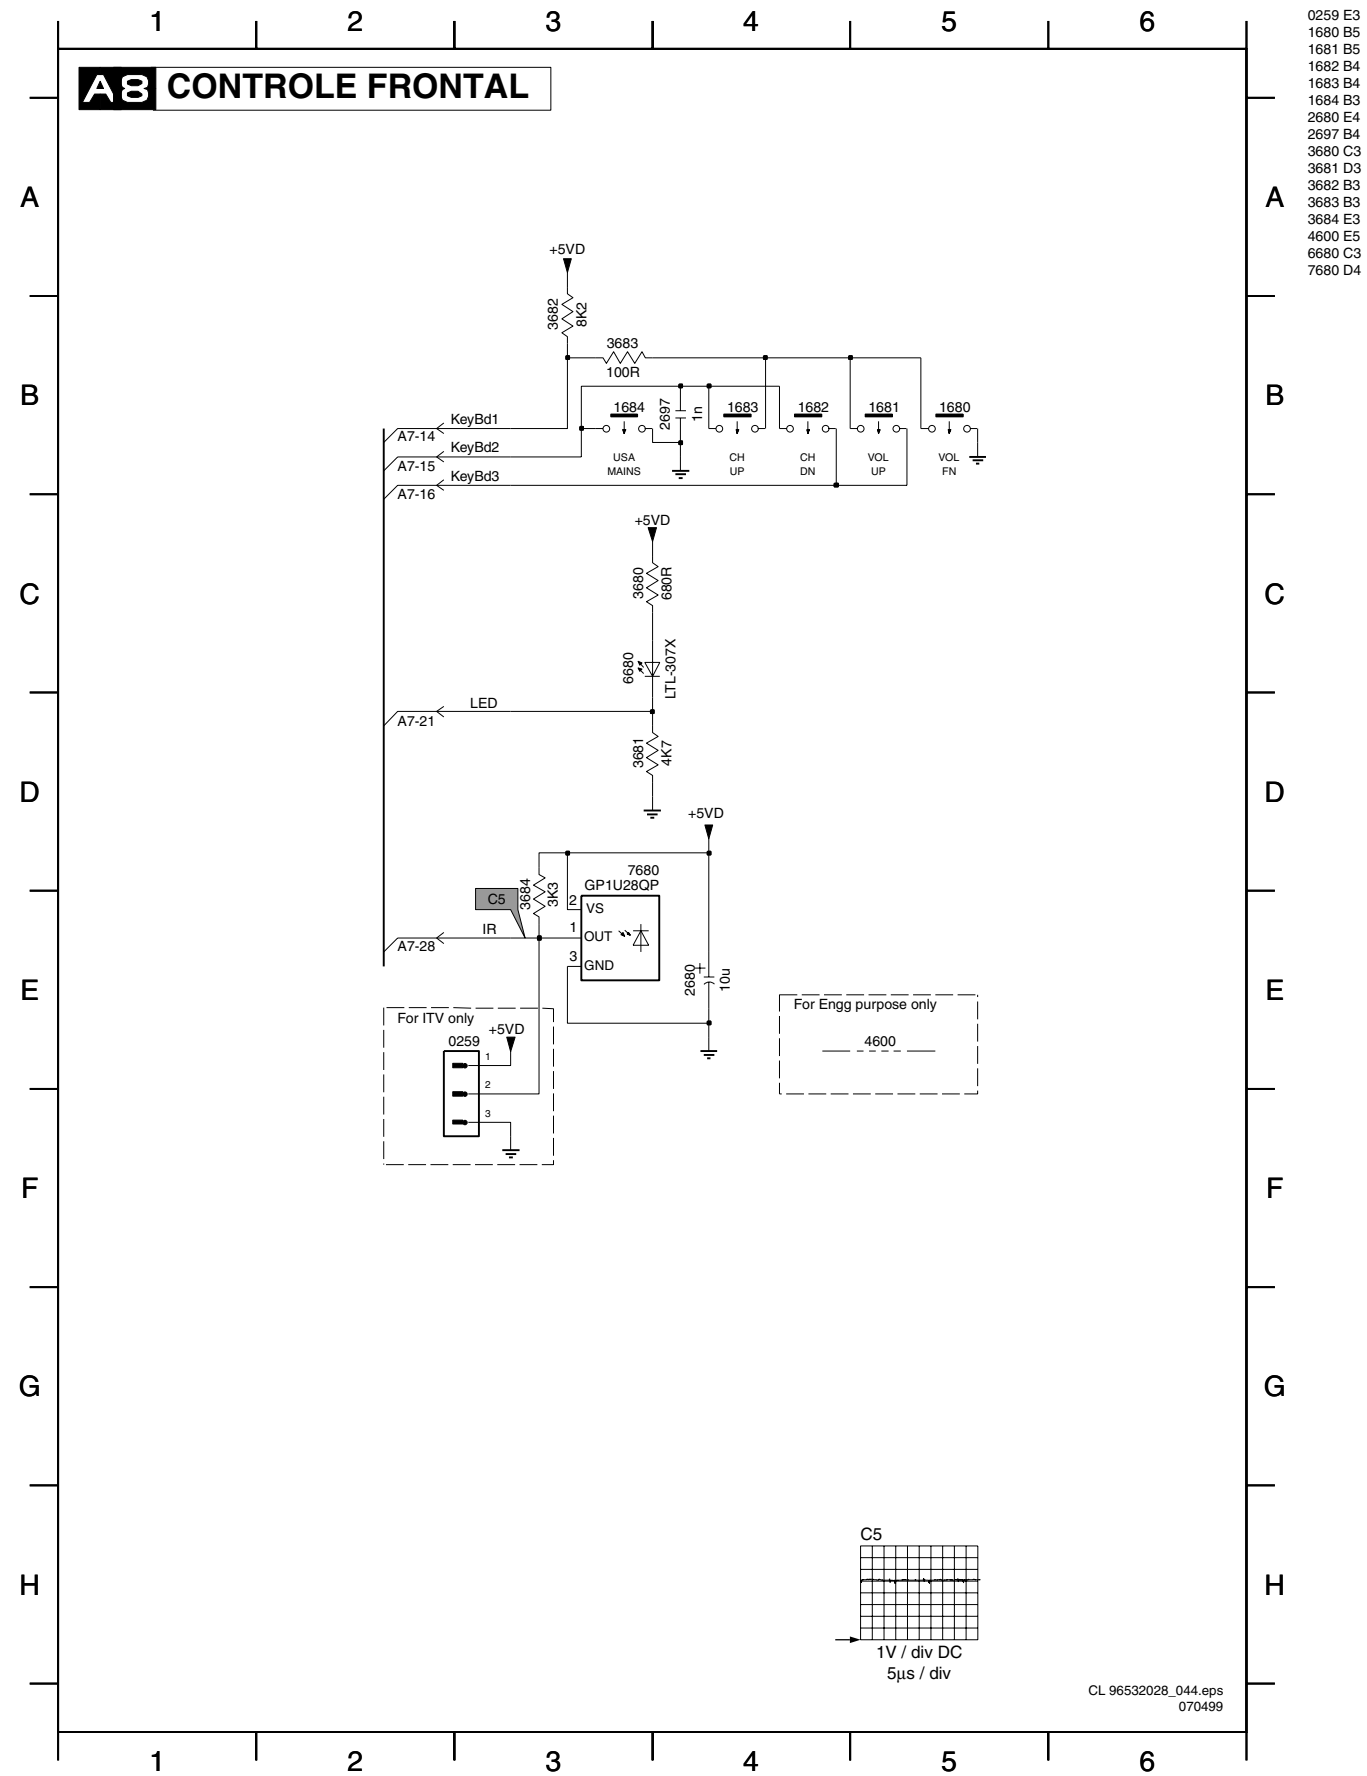 1 2 3 4 5 6
0259 E3
1680 B5
1681 B5
1682 B4
1683 B4
1684 B3
2680 E4
2697 B4
3680 C3
3681 D3
3682 B3
3683 B3
3684 E3
4600 E5
6680 C3
7680 D4
A8 CONTROLE FRONTAL
A A
+5VD
3682
8K2
3683
100R
B B
1684
2697
1n
1683
1682
1681
1680
KeyBd1
A7-14
KeyBd2
A7-15
KeyBd3
A7-16
USA
MAINS
CH
UP
CH
DN
VOL
UP
VOL
FN
+5VD
C C
3680
680R
6680
LTL-307X
LED
A7-21
3681
4K7
D D
+5VD
7680
GP1U28QP
3684
3K3
C5
2
VS
IR
1
OUT
A7-28
3
GND
E E
2680
+
10u
For ITV only
0259
+5VD
1
2
3
For Engg purpose only
4600
F F
G G
C5
H H
1V / div DC
5µs / div
CL 96532028_044.eps
070499
1 2 3 4 5 6